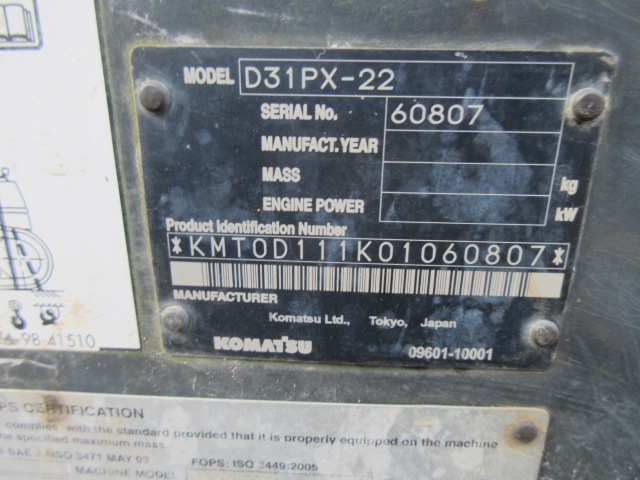 MODEL D31PX-22
SERIAL No. 60807
MANUFACT. YEAR
MASS kg
ENGINE POWER kW
Product Identification Number
*KMT0D111K01060807*
MANUFACTURER
Komatsu Ltd., Tokyo, Japan
KOMATSU 09601-10001
98-41510
PS CERTIFICATION
complies with the standard provided that it is properly equipped on the machine
the specified maximum mass.
SAE J ISO 3471 MAY 03 FOPS: ISO 3449:2005
MACHINE MODEL